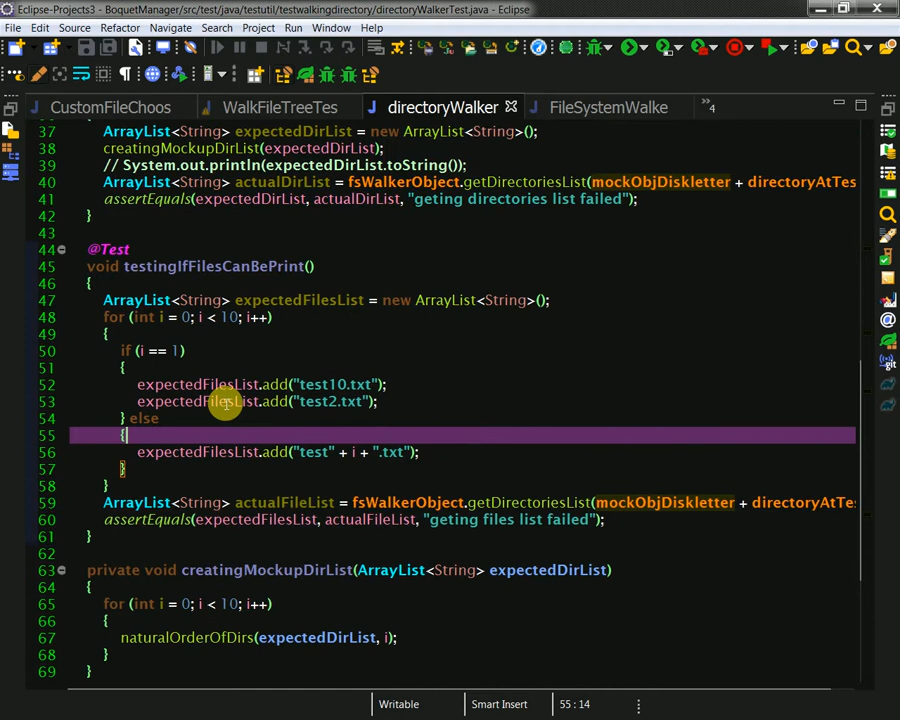 Eclipse-Projects3 - BoquetManager/src/test/java/testutil/testwalkingdirectory/directoryWalkerTest.java - Eclipse
File Edit Source Refactor Navigate Search Project Run Window Help
CustomFileChoos WalkFileTreeTes directoryWalker FileSystemWalke »4
37 ArrayList<String> expectedDirList = new ArrayList<String>();
38 creatingMockupDirList(expectedDirList);
39 // System.out.println(expectedDirList.toString());
40 ArrayList<String> actualDirList = fsWalkerObject.getDirectoriesList(mockObjDiskletter + directoryAtTes
41 assertEquals(expectedDirList, actualDirList, "geting directories list failed");
42 }
43
44 @Test
45 void testingIfFilesCanBePrint()
46 {
47 ArrayList<String> expectedFilesList = new ArrayList<String>();
48 for (int i = 0; i < 10; i++)
49 {
50 if (i == 1)
51 {
52 expectedFilesList.add("test10.txt");
53 expectedFilesList.add("test2.txt");
54 } else
55 {
56 expectedFilesList.add("test" + i + ".txt");
57 }
58 }
59 ArrayList<String> actualFileList = fsWalkerObject.getDirectoriesList(mockObjDiskletter + directoryAtTes
60 assertEquals(expectedFilesList, actualFileList, "geting files list failed");
61 }
62
63 private void creatingMockupDirList(ArrayList<String> expectedDirList)
64 {
65 for (int i = 0; i < 10; i++)
66 {
67 naturalOrderOfDirs(expectedDirList, i);
68 }
69 }
Writable Smart Insert 55 : 14